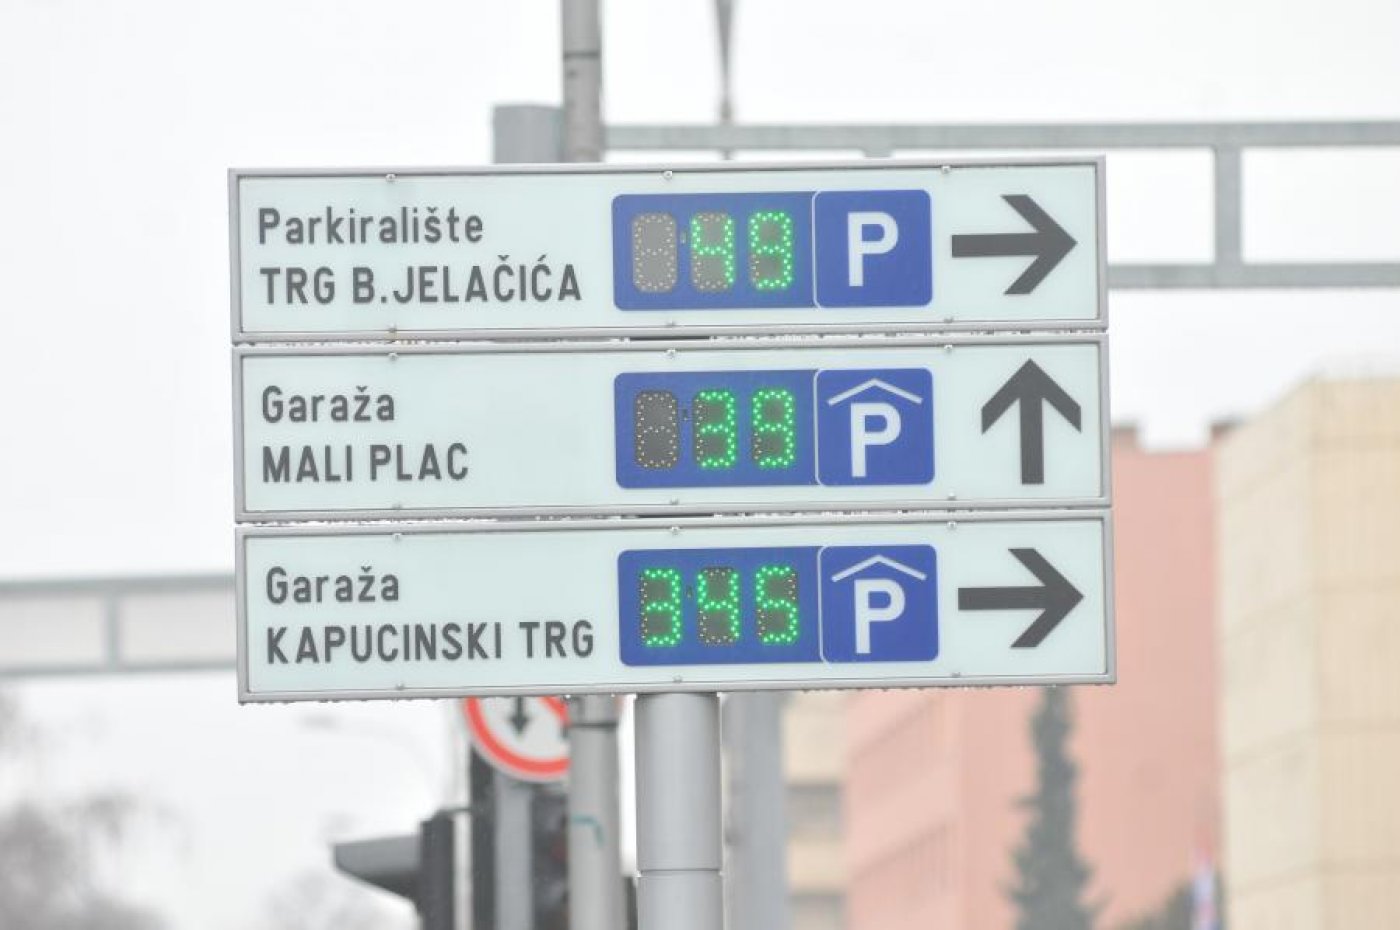 Parkiralište
TRG B.JELAČIĆA 49 P
Garaža
MALI PLAC 39 P
Garaža
KAPUCINSKI TRG 345 P